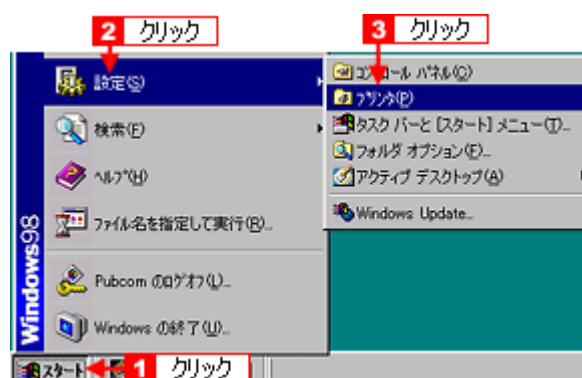 2 クリック
3 クリック
設定(S)
検索(F)
ヘルプ(H)
ファイル名を指定して実行(R)...
Pubcom のログオフ(L)...
Windows の終了(U)...
コントロール パネル(C)
プリンタ(P)
タスク バーと [スタート] メニュー(T)...
フォルダ オプション(F)...
アクティブ デスクトップ(A)
Windows Update...
Windows98
スタート
1 クリック